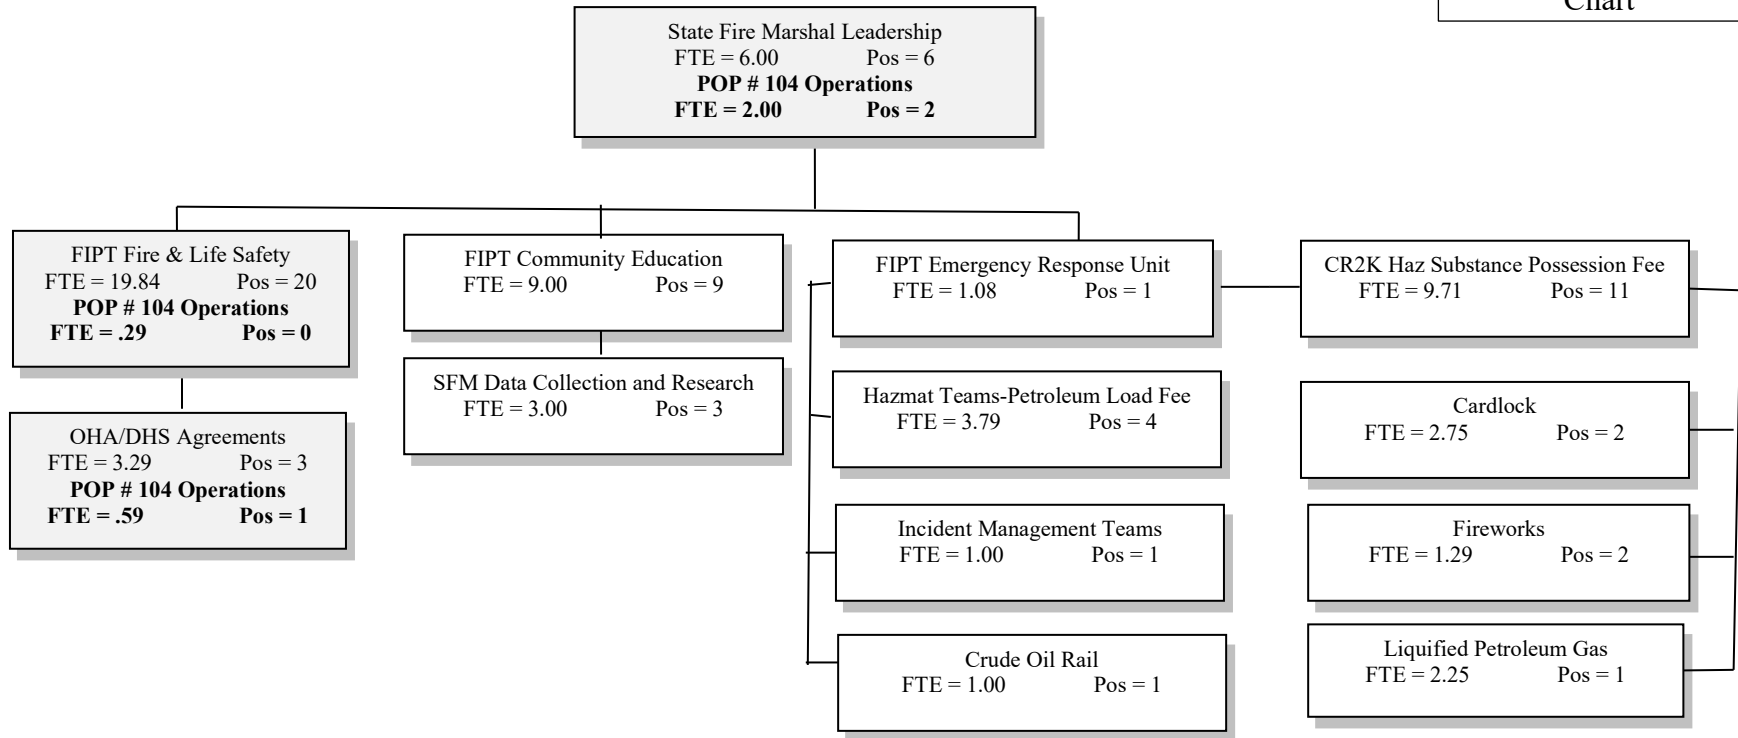 Chart
State Fire Marshal Leadership
FTE = 6.00 Pos = 6
POP # 104 Operations
FTE = 2.00 Pos = 2
FIPT Fire & Life Safety
FTE = 19.84 Pos = 20
POP # 104 Operations
FTE = .29 Pos = 0
OHA/DHS Agreements
FTE = 3.29 Pos = 3
POP # 104 Operations
FTE = .59 Pos = 1
FIPT Community Education
FTE = 9.00 Pos = 9
SFM Data Collection and Research
FTE = 3.00 Pos = 3
FIPT Emergency Response Unit
FTE = 1.08 Pos = 1
Hazmat Teams-Petroleum Load Fee
FTE = 3.79 Pos = 4
Incident Management Teams
FTE = 1.00 Pos = 1
Crude Oil Rail
FTE = 1.00 Pos = 1
CR2K Haz Substance Possession Fee
FTE = 9.71 Pos = 11
Cardlock
FTE = 2.75 Pos = 2
Fireworks
FTE = 1.29 Pos = 2
Liquified Petroleum Gas
FTE = 2.25 Pos = 1